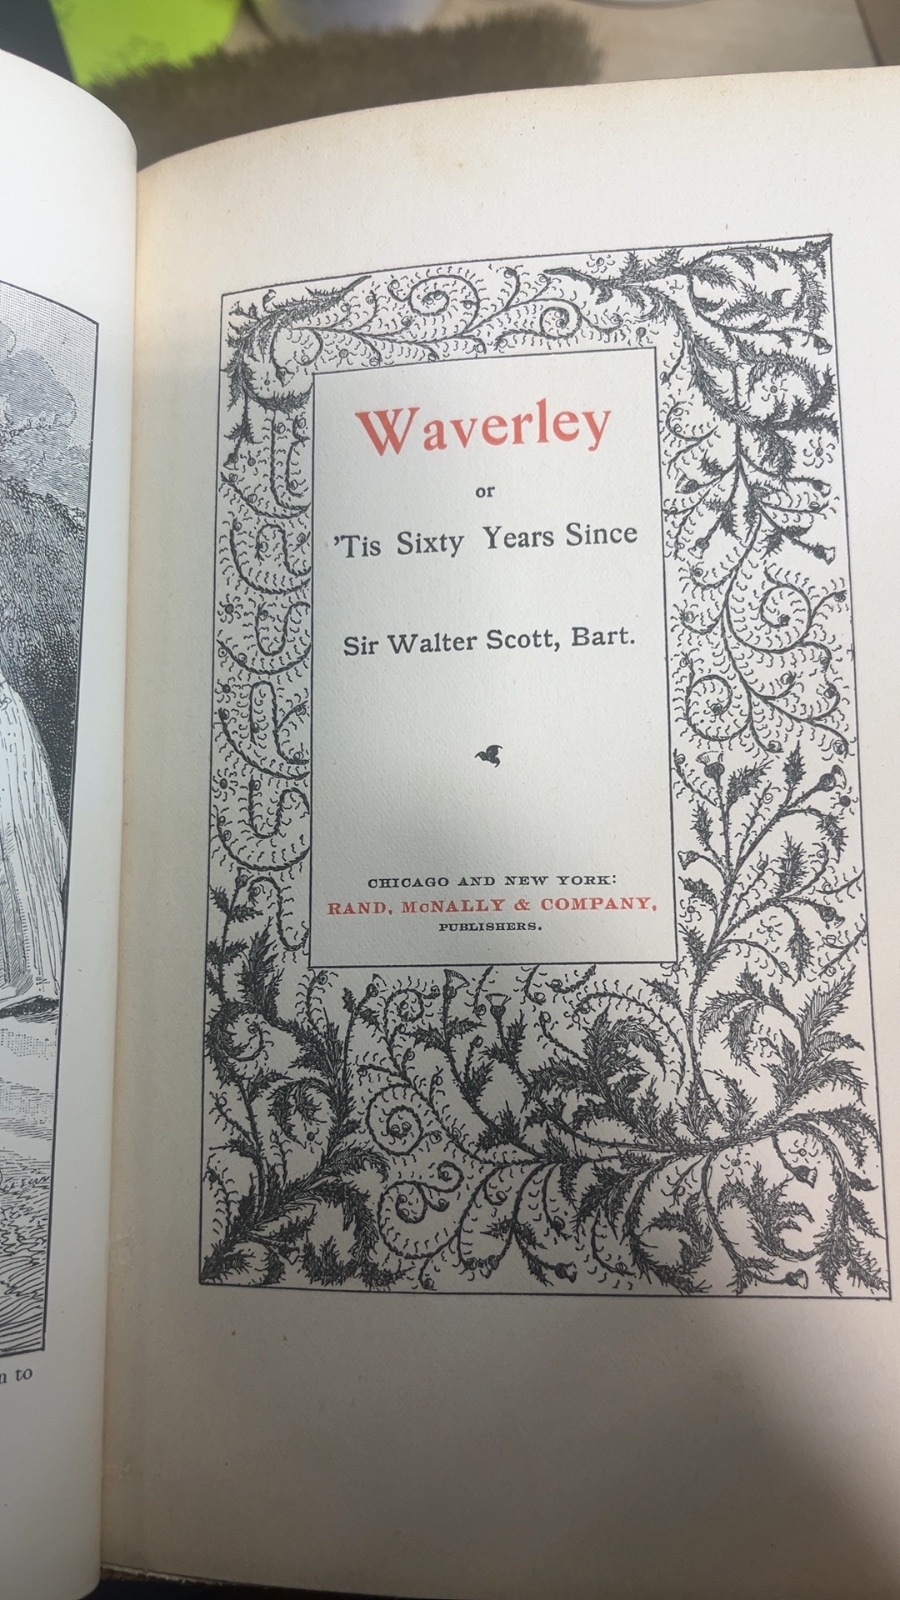 Waverley
or
'Tis Sixty Years Since
Sir Walter Scott, Bart.
CHICAGO AND NEW YORK:
RAND, McNALLY & COMPANY,
PUBLISHERS.
to